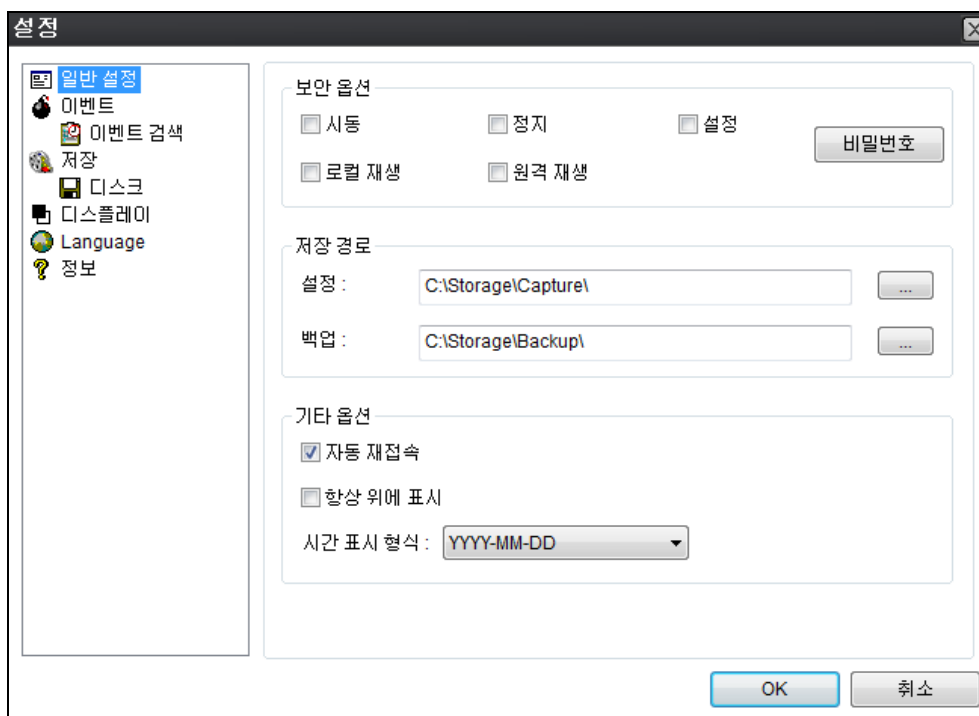 설정
일반 설정
이벤트
이벤트 검색
저장
디스크
디스플레이
Language
정보
보안 옵션
시동
정지
설정
비밀번호
로컬 재생
원격 재생
저장 경로
설정 :
C:\Storage\Capture\
...
백업 :
C:\Storage\Backup\
...
기타 옵션
자동 재접속
항상 위에 표시
시간 표시 형식 :
YYYY-MM-DD
OK
취소